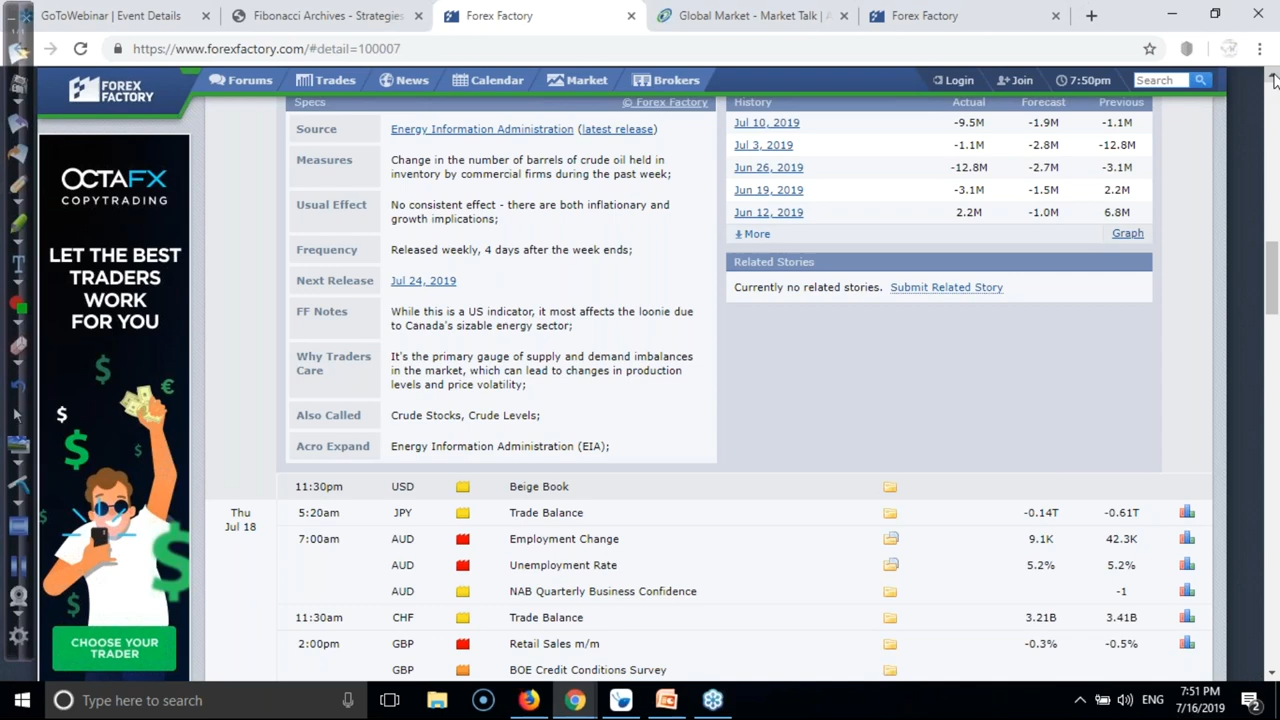 GoToWebinar | Event Details
Fibonacci Archives - Strategies
Forex Factory
Global Market - Market Talk |
Forex Factory
https://www.forexfactory.com/#detail=100007
FOREX
FACTORY
Forums
Trades
News
Calendar
Market
Brokers
Login
Join
7:50pm
Search
Specs
© Forex Factory
Source
Energy Information Administration (latest release)
Measures
Change in the number of barrels of crude oil held in
inventory by commercial firms during the past week;
Usual Effect
No consistent effect - there are both inflationary and
growth implications;
Frequency
Released weekly, 4 days after the week ends;
Next Release
Jul 24, 2019
FF Notes
While this is a US indicator, it most affects the loonie due
to Canada's sizable energy sector;
Why Traders
Care
It's the primary gauge of supply and demand imbalances
in the market, which can lead to changes in production
levels and price volatility;
Also Called
Crude Stocks, Crude Levels;
Acro Expand
Energy Information Administration (EIA);
History Actual Forecast Previous
Jul 10, 2019 -9.5M -1.9M -1.1M
Jul 3, 2019 -1.1M -2.8M -12.8M
Jun 26, 2019 -12.8M -2.7M -3.1M
Jun 19, 2019 -3.1M -1.5M 2.2M
Jun 12, 2019 2.2M -1.0M 6.8M
More
Graph
Related Stories
Currently no related stories. Submit Related Story
11:30pm USD Beige Book
Thu
Jul 18
5:20am JPY Trade Balance -0.14T -0.61T
7:00am AUD Employment Change 9.1K 42.3K
AUD Unemployment Rate 5.2% 5.2%
AUD NAB Quarterly Business Confidence -1
11:30am CHF Trade Balance 3.21B 3.41B
2:00pm GBP Retail Sales m/m -0.3% -0.5%
GBP BOE Credit Conditions Survey
OCTAFX
COPYTRADING
LET THE BEST
TRADERS
WORK
FOR YOU
CHOOSE YOUR
TRADER
Type here to search
ENG
7:51 PM
7/16/2019
2